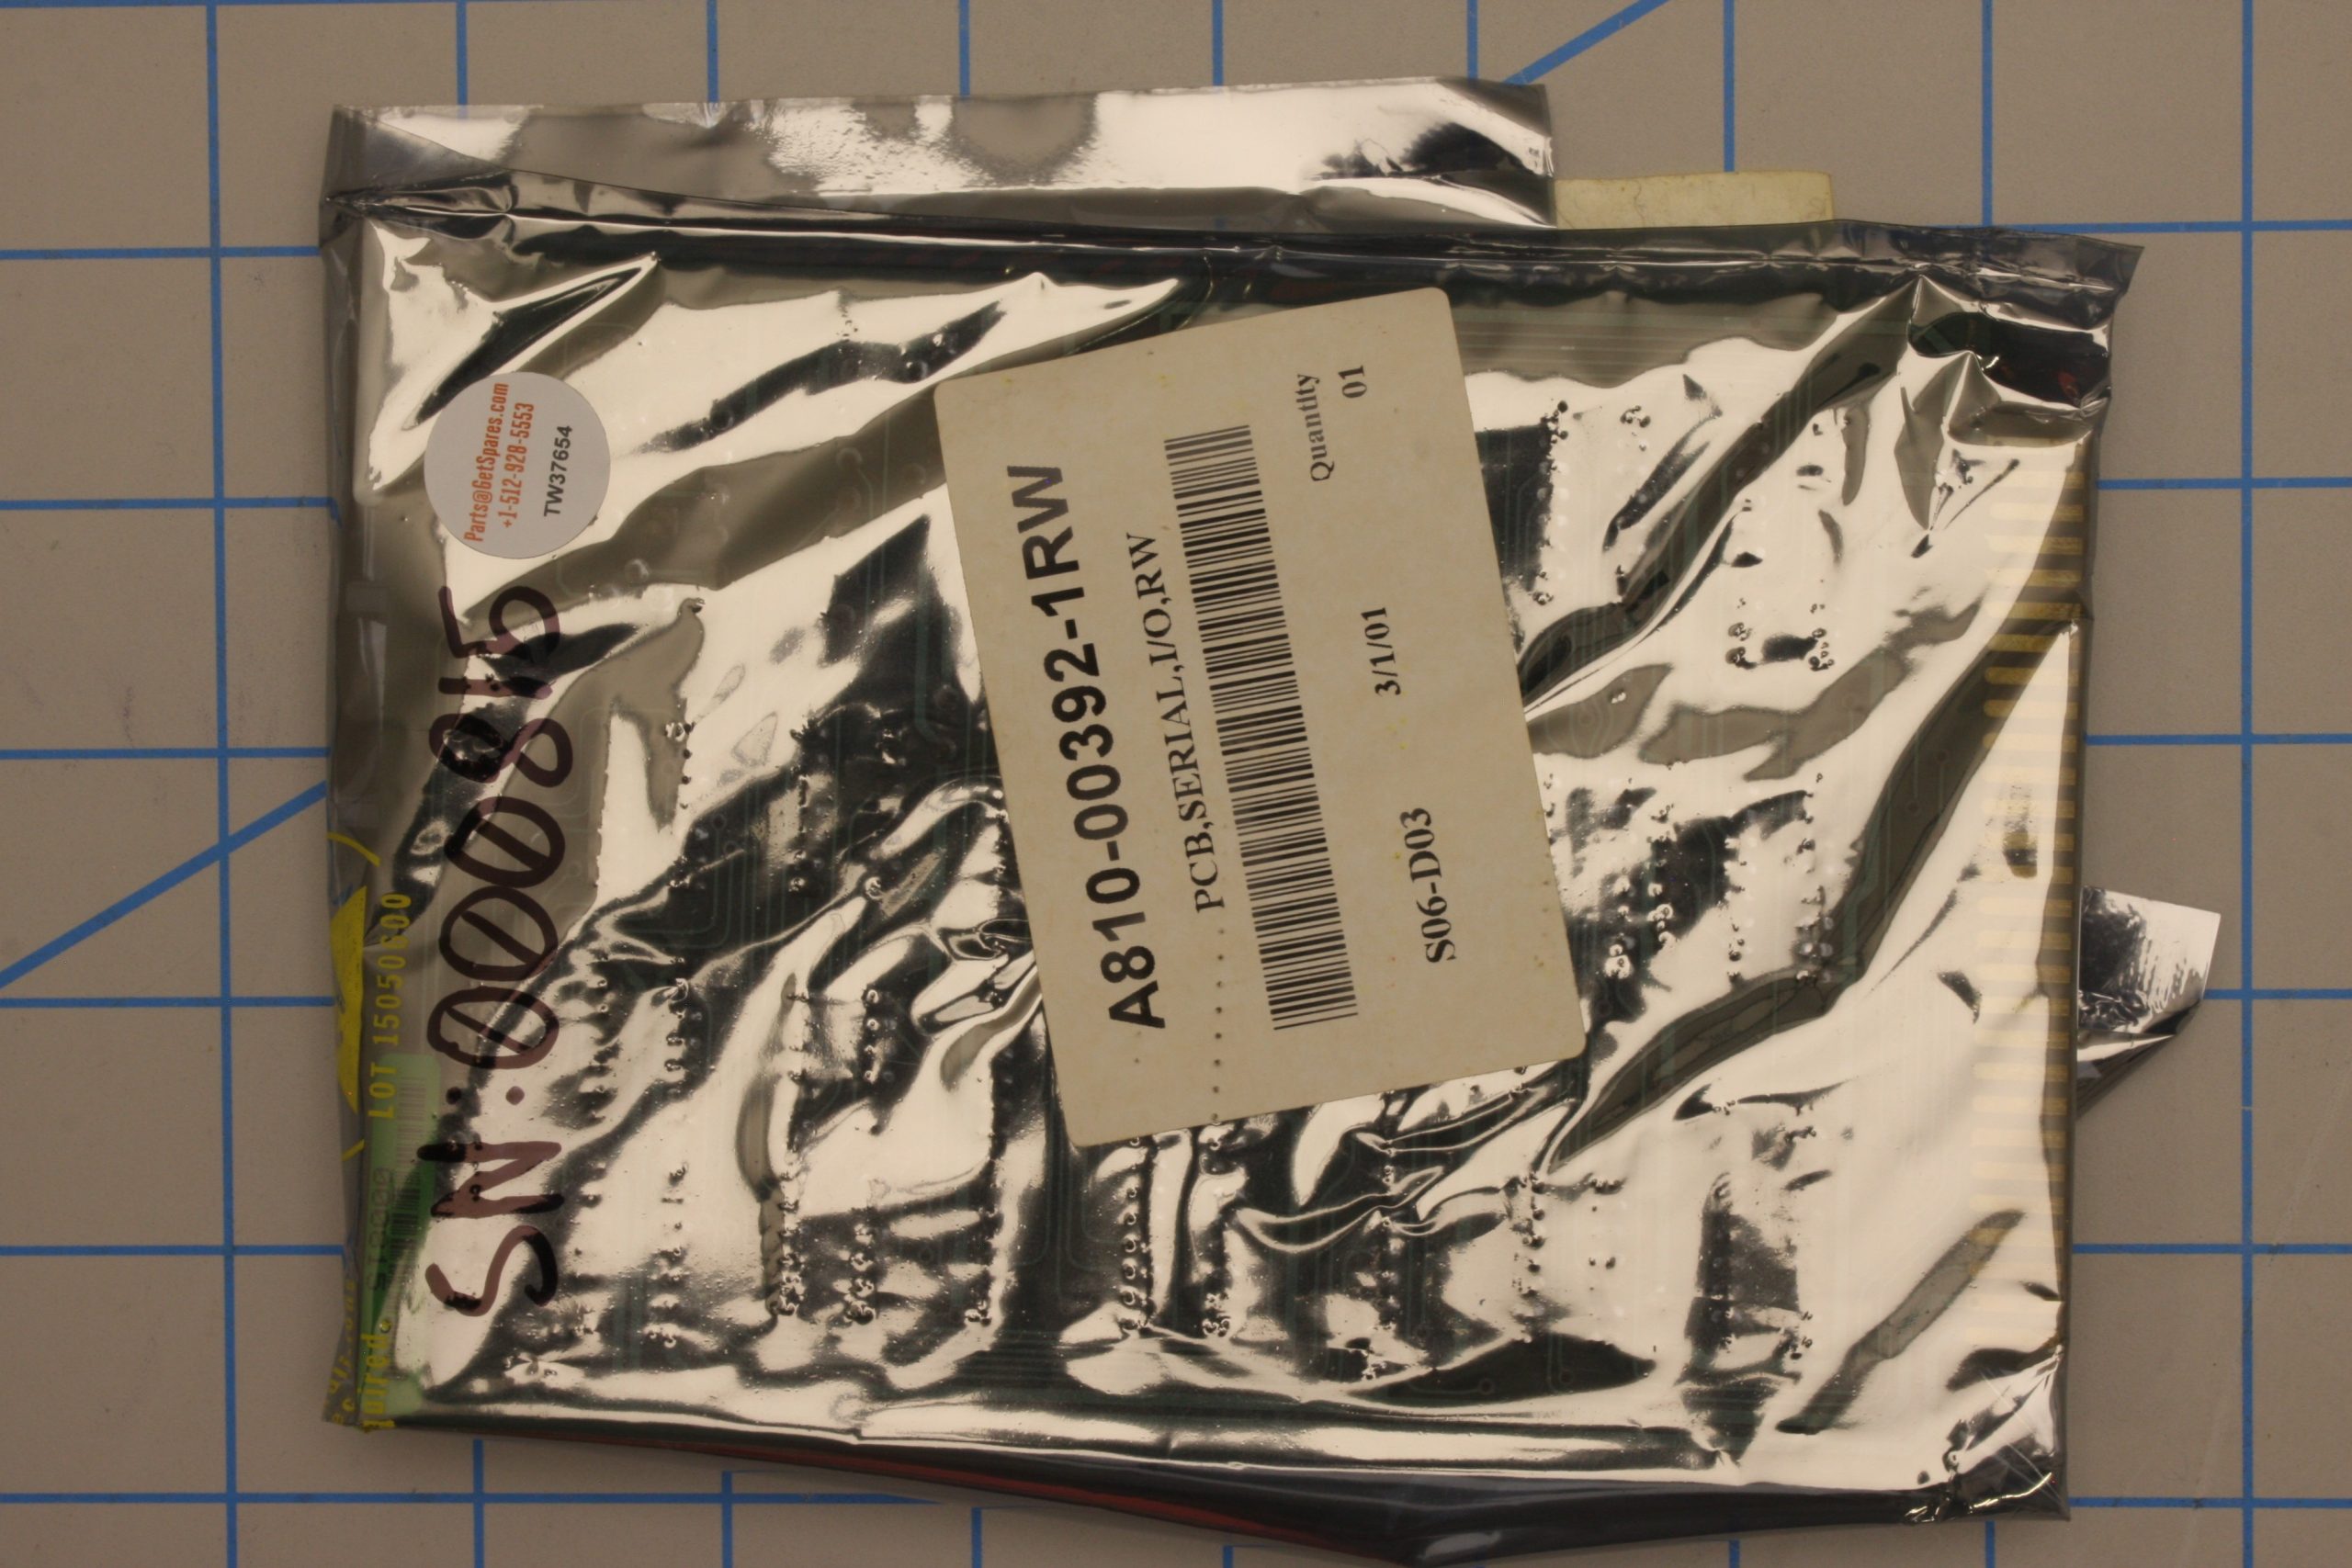 Parts@GetSpares.com
+1-512-928-5553
TW37654
SN:000815
LOT 1505000
A810-00392-1RW
PCB,SERIAL,I/O,RW
Quantity
01
S06-D03
3/1/01